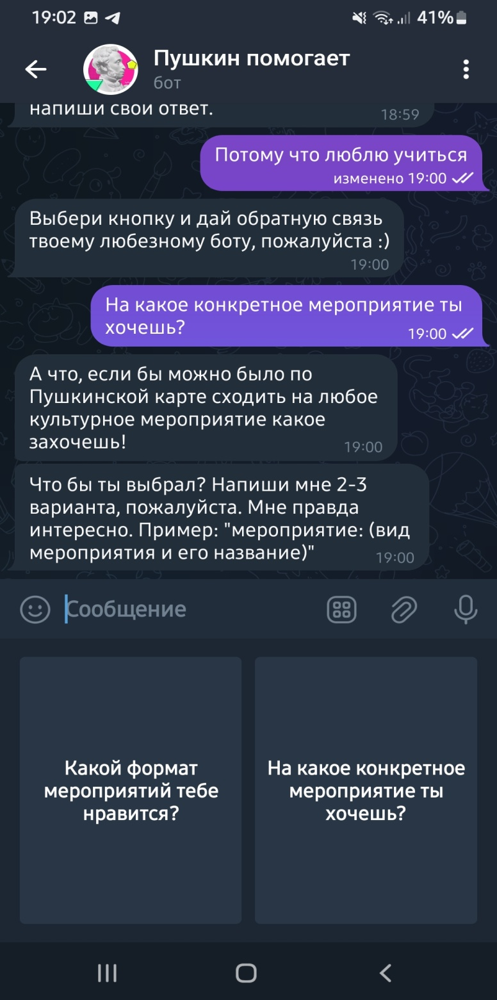 19:02
41%
Пушкин помогает
бот
напиши свой ответ.
18:59
Потому что люблю учиться
изменено 19:00
Выбери кнопку и дай обратную связь
твоему любезному боту, пожалуйста :)
19:00
На какое конкретное мероприятие ты
хочешь?
19:00
А что, если бы можно было по
Пушкинской карте сходить на любое
культурное мероприятие какое
захочешь!
19:00
Что бы ты выбрал? Напиши мне 2-3
варианта, пожалуйста. Мне правда
интересно. Пример: "мероприятие: (вид
мероприятия и его название)"
19:00
Сообщение
Какой формат
мероприятий тебе
нравится?
На какое конкретное
мероприятие ты
хочешь?